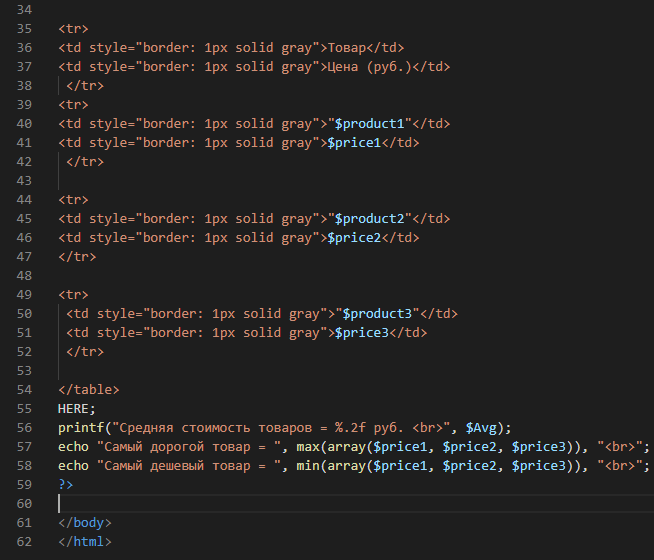 34
35 <tr>
36 <td style="border: 1px solid gray">Товар</td>
37 <td style="border: 1px solid gray">Цена (руб.)</td>
38 </tr>
39 <tr>
40 <td style="border: 1px solid gray">"$product1"</td>
41 <td style="border: 1px solid gray">$price1</td>
42 </tr>
43
44 <tr>
45 <td style="border: 1px solid gray">"$product2"</td>
46 <td style="border: 1px solid gray">$price2</td>
47 </tr>
48
49 <tr>
50 <td style="border: 1px solid gray">"$product3"</td>
51 <td style="border: 1px solid gray">$price3</td>
52 </tr>
53
54 </table>
55 HERE;
56 printf("Средняя стоимость товаров = %.2f руб. <br>", $Avg);
57 echo "Самый дорогой товар = ", max(array($price1, $price2, $price3)), "<br>";
58 echo "Самый дешевый товар = ", min(array($price1, $price2, $price3)), "<br>";
59 ?>
60
61 </body>
62 </html>